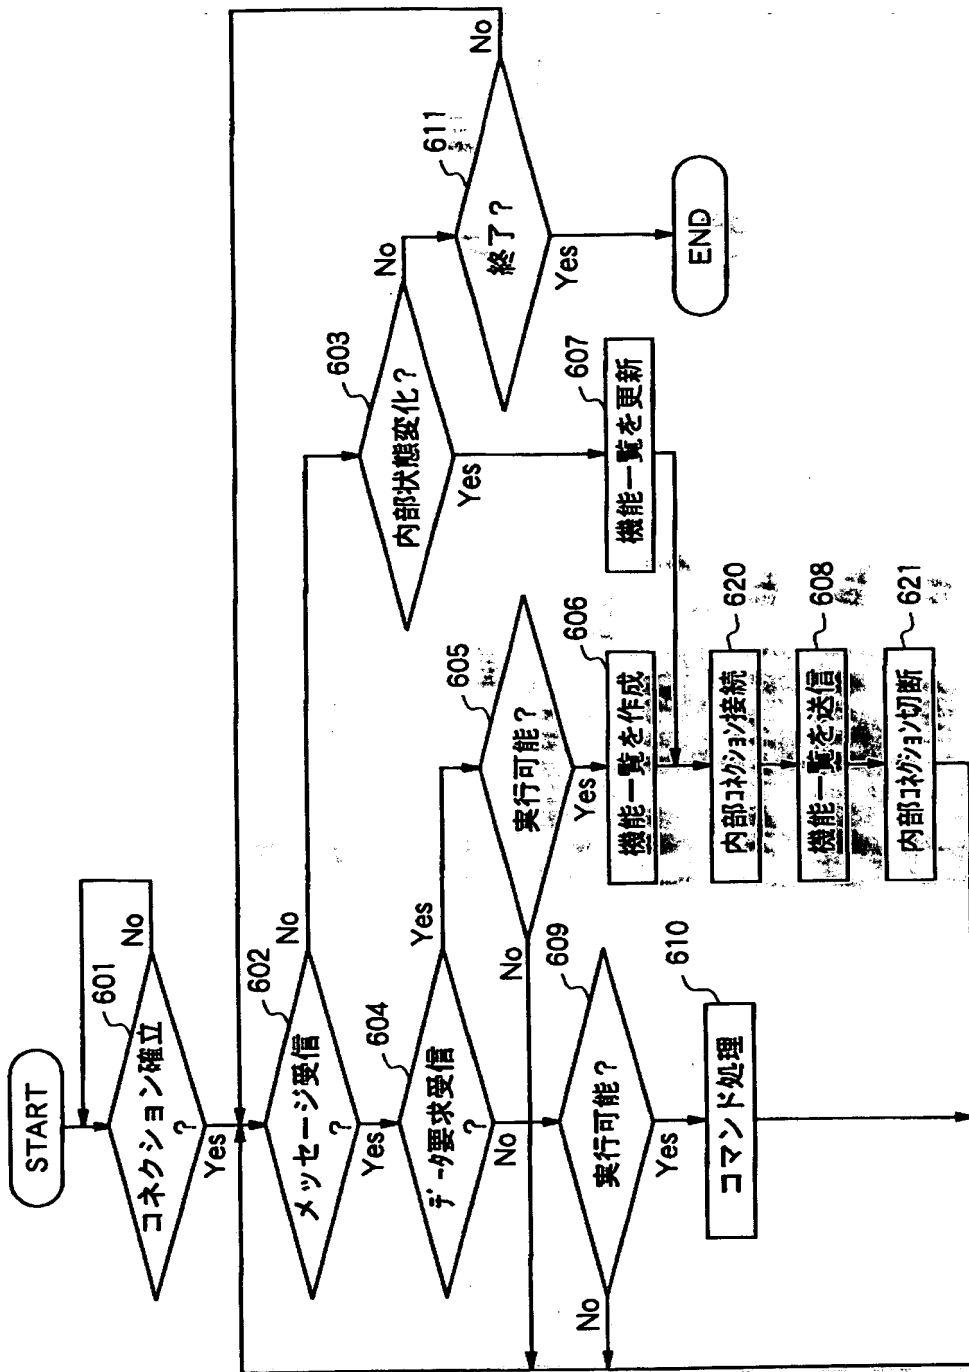 START
601
コネクション確立
?
No
Yes
602
メッセージ受信
?
No
Yes
603
内部状態変化?
No
Yes
611
終了?
No
Yes
END
604
データ要求受信
?
Yes
No
605
実行可能?
No
Yes
606
機能一覧を作成
607
機能一覧を更新
620
内部コネクション接続
608
機能一覧を送信
621
内部コネクション切断
609
実行可能?
No
Yes
610
コマンド処理